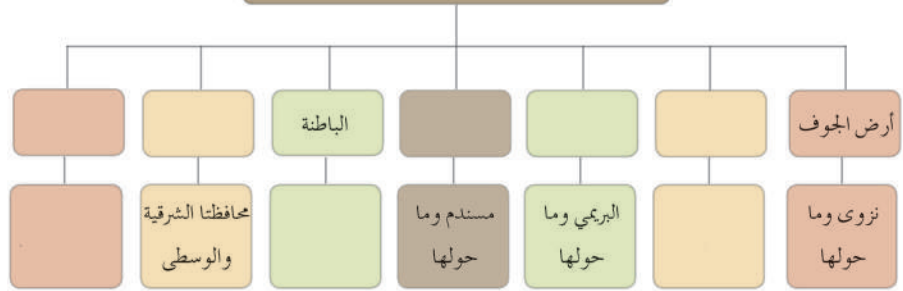 أرض الجوف
الباطنة
نزوى وما
حولها
البريمي وما
حولها
مسندم وما
حولها
محافظتا الشرقية
والوسطى